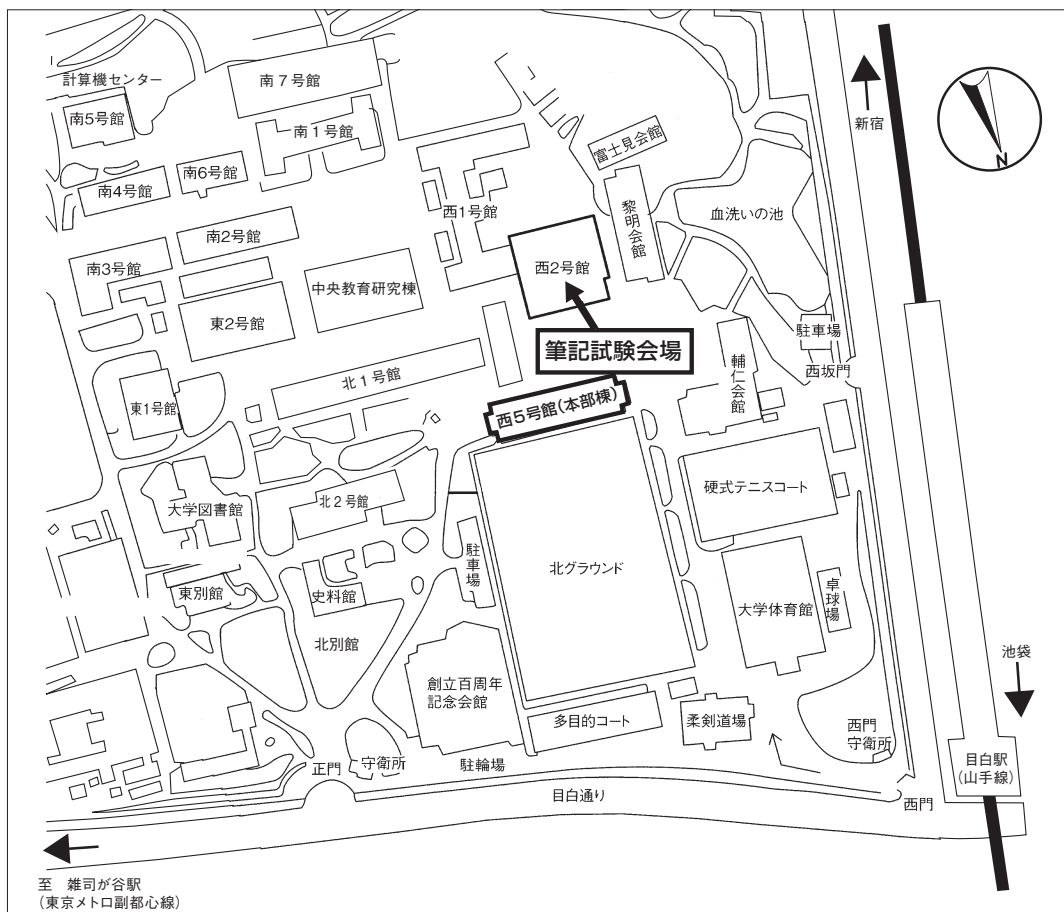 計算機センター
南5号館
南7号館
南1号館
南6号館
南4号館
南2号館
南3号館
東2号館
中央教育研究棟
西1号館
西2号館
富士見会館
黎明会館
血洗いの池
新宿
N
筆記試験会場
駐車場
西坂門
輔仁会館
北1号館
東1号館
西5号館(本部棟)
硬式テニスコート
大学図書館
北2号館
駐車場
北グラウンド
大学体育館
卓球場
東別館
史料館
北別館
創立百周年
記念会館
多目的コート
柔剣道場
西門
守衛所
池袋
目白駅
(山手線)
正門
守衛所
駐輪場
目白通り
西門
至 雑司が谷駅
(東京メトロ副都心線)